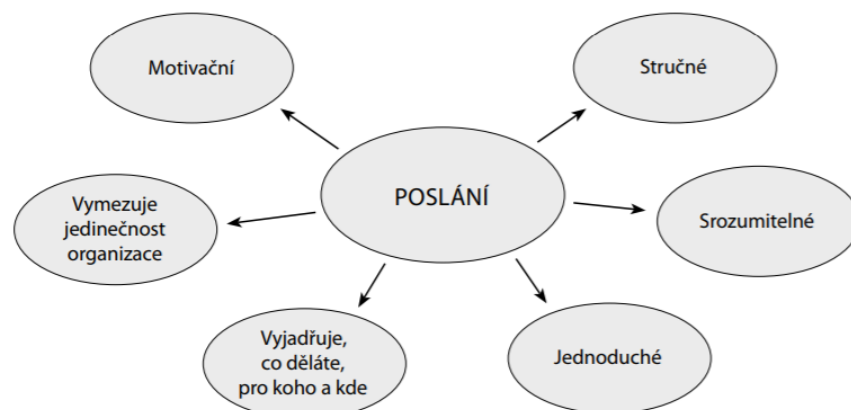 Motivační
Stručné
Vymezuje
jedinečnost
organizace
POSLÁNÍ
Srozumitelné
Vyjadřuje,
co děláte,
pro koho a kde
Jednoduché